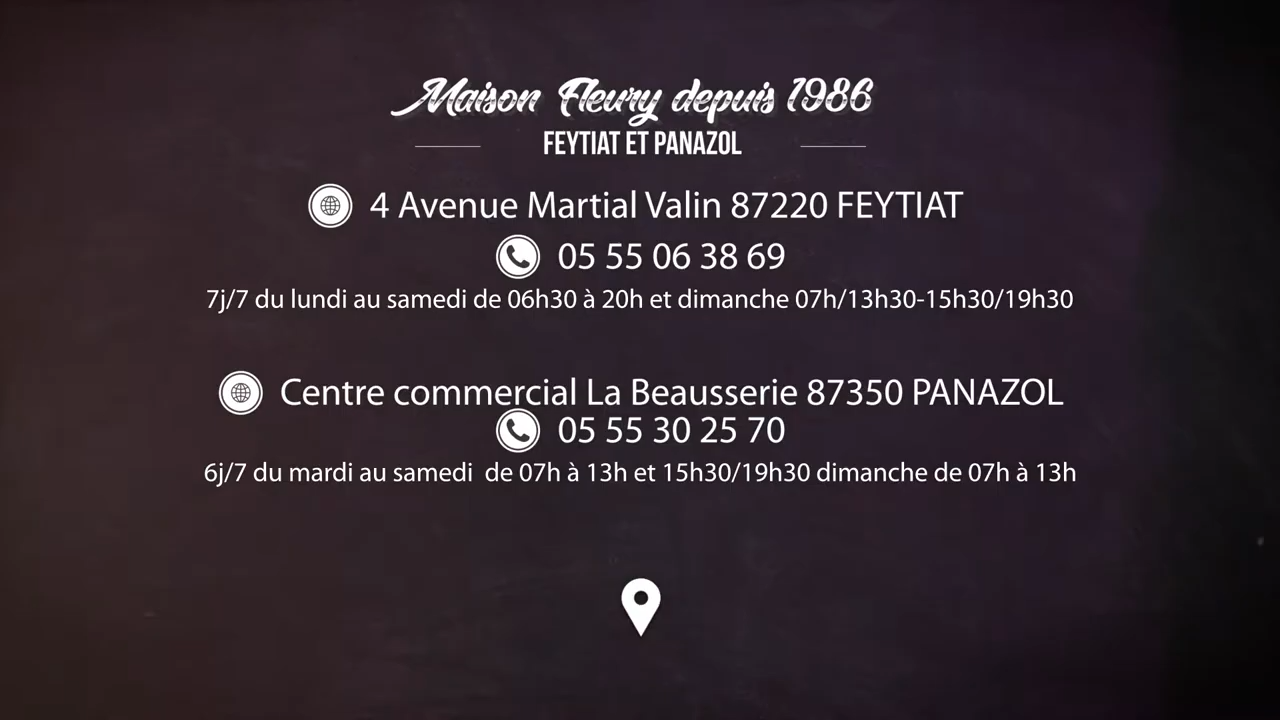 Maison Fleury depuis 1986
FEYTIAT ET PANAZOL
4 Avenue Martial Valin 87220 FEYTIAT
05 55 06 38 69
7j/7 du lundi au samedi de 06h30 à 20h et dimanche 07h/13h30-15h30/19h30
Centre commercial La Beausserie 87350 PANAZOL
05 55 30 25 70
6j/7 du mardi au samedi  de 07h à 13h et 15h30/19h30 dimanche de 07h à 13h